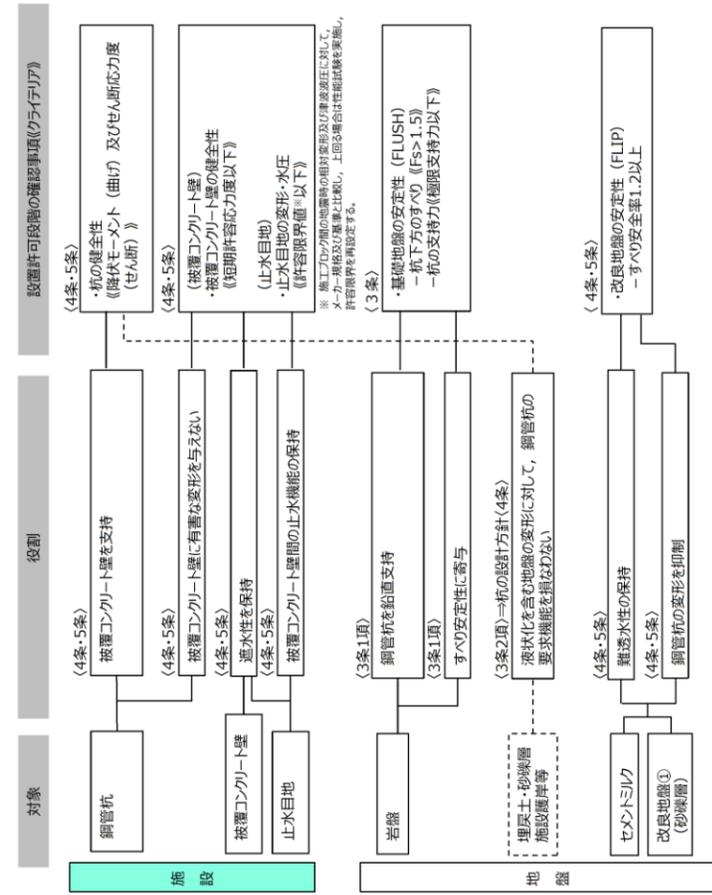 対象
役割
設置許可段階の確認事項《クライテリア》
施設
鋼管杭
〈4条・5条〉
被覆コンクリート壁を支持
〈4条・5条〉
・杭の健全性
《降伏モーメント（曲げ）及びせん断応力度
（せん断）》
〈4条・5条〉
被覆コンクリート壁に有害な変形を与えない
〈4条・5条〉
（被覆コンクリート壁）
・被覆コンクリート壁の健全性
《短期許容応力度以下》
（止水目地）
・止水目地の変形・水圧
《許容限界値※以下》
被覆コンクリート壁
〈4条・5条〉
遮水性を保持
止水目地
〈4条・5条〉
被覆コンクリート壁間の止水機能の保持
※ 施工ブロック間の地震時の相対変形及び津波波圧に対して，
メーカー規格及び基準と比較し，上回る場合は性能試験を実施し，
許容限界を再設定する。
地盤
岩盤
〈3条1項〉
鋼管杭を鉛直支持
〈3条〉
・基礎地盤の安定性（FLUSH）
－杭下方のすべり《Fs>1.5》
－杭の支持力《極限支持力以下》
〈3条1項〉
すべり安定性に寄与
埋戻土・砂礫層
施設護岸等
〈3条2項〉⇒杭の設計方針〈4条〉
液状化を含む地盤の変形に対して，鋼管杭の
要求機能を損なわない
セメントミルク
〈4条・5条〉
難透水性の保持
〈4条・5条〉
・改良地盤の安定性（FLIP）
－すべり安全率1.2以上
改良地盤①
（砂礫層）
〈4条・5条〉
鋼管杭の変形を抑制